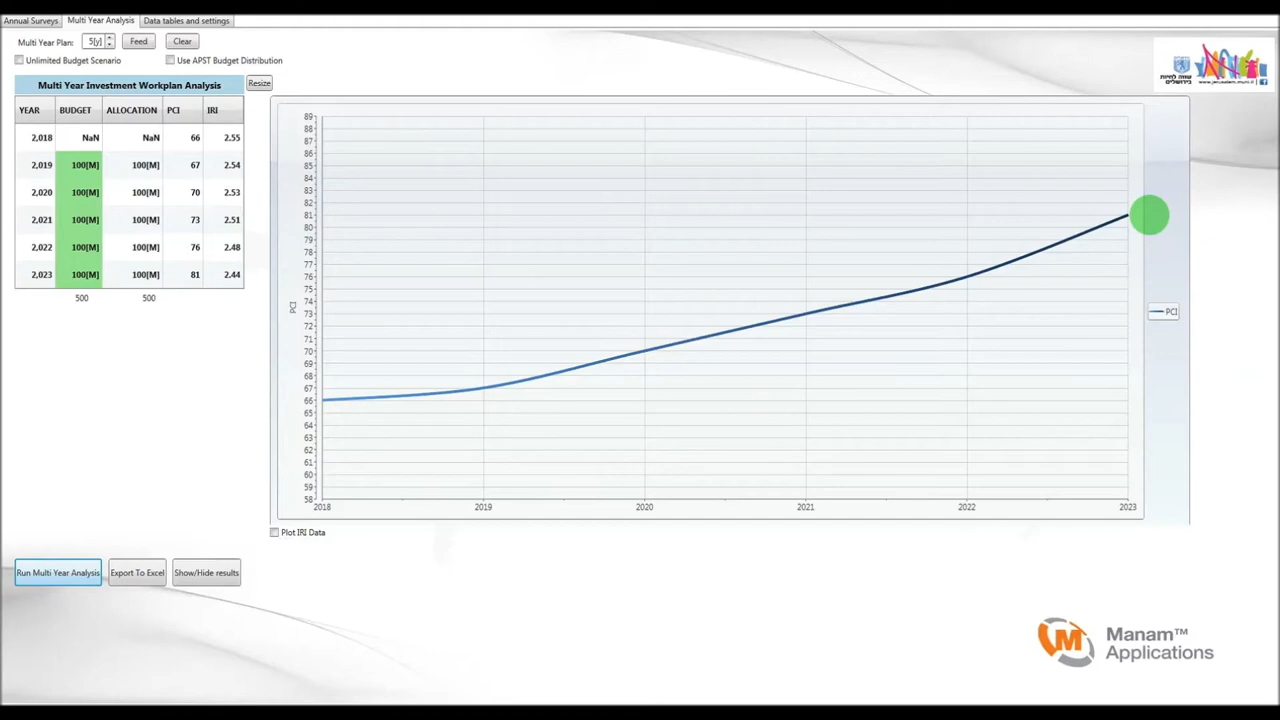 Annual Surveys Multi Year Analysis Data tables and settings
Multi Year Plan: 5[y] Feed Clear
Unlimited Budget Scenario Use APST Budget Distribution
Multi Year Investment Workplan Analysis Resize
YEAR BUDGET ALLOCATION PCI IRI
2,018 NaN NaN 66 2.55
2,019 100[M] 100[M] 67 2.54
2,020 100[M] 100[M] 70 2.53
2,021 100[M] 100[M] 73 2.51
2,022 100[M] 100[M] 76 2.48
2,023 100[M] 100[M] 81 2.44
500 500
www.jerusalem.muni.il
89
88
87
86
85
84
83
82
81
80
79
78
77
76
75
74
73
72
71
70
69
68
67
66
65
64
63
62
61
60
59
58
PCI
2018 2019 2020 2021 2022 2023
PCI
Plot IRI Data
Run Multi Year Analysis Export To Excel Show/Hide results
M
Manam™
Applications